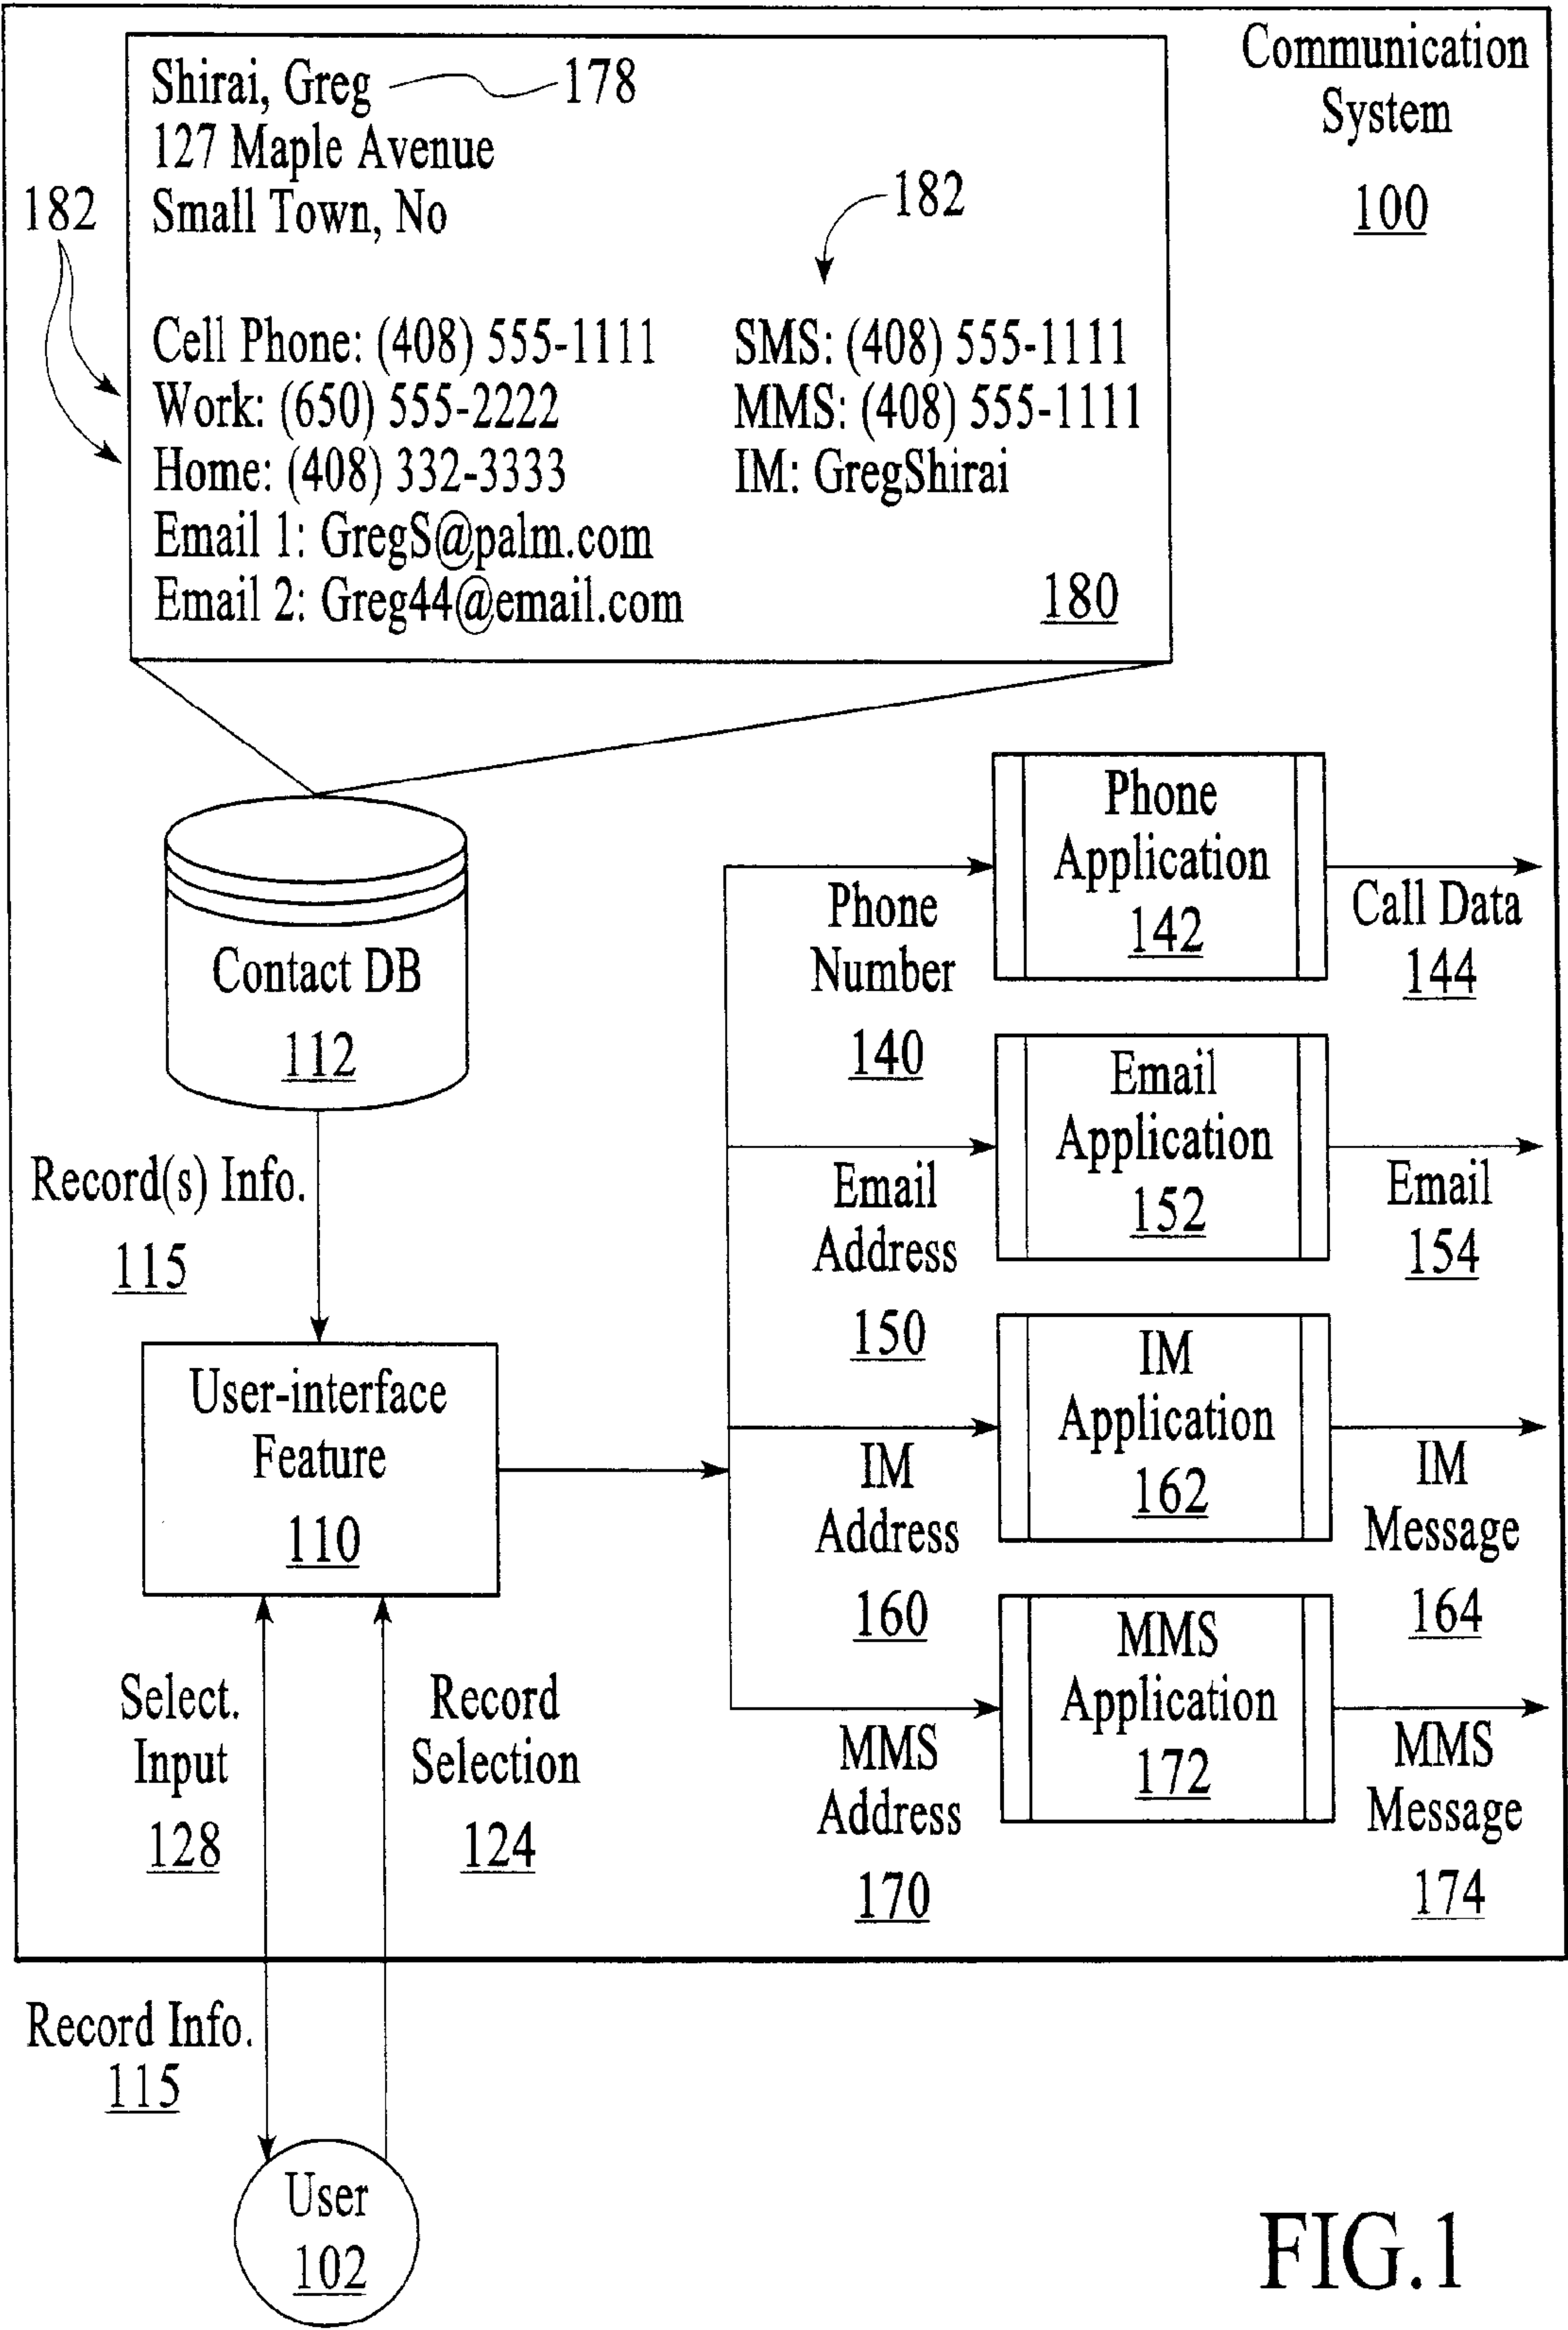 Communication
System
100
Shirai, Greg
178
127 Maple Avenue
Small Town, No
182
182
Cell Phone: (408) 555-1111
Work: (650) 555-2222
Home: (408) 332-3333
Email 1: GregS@palm.com
Email 2: Greg44@email.com
SMS: (408) 555-1111
MMS: (408) 555-1111
IM: GregShirai
180
Contact DB
112
Record(s) Info.
115
User-interface
Feature
110
Phone
Number
140
Phone
Application
142
Call Data
144
Email
Address
150
Email
Application
152
Email
154
IM
Address
160
IM
Application
162
IM
Message
164
MMS
Address
170
MMS
Application
172
MMS
Message
174
Select.
Input
128
Record
Selection
124
Record Info.
115
User
102
FIG.1